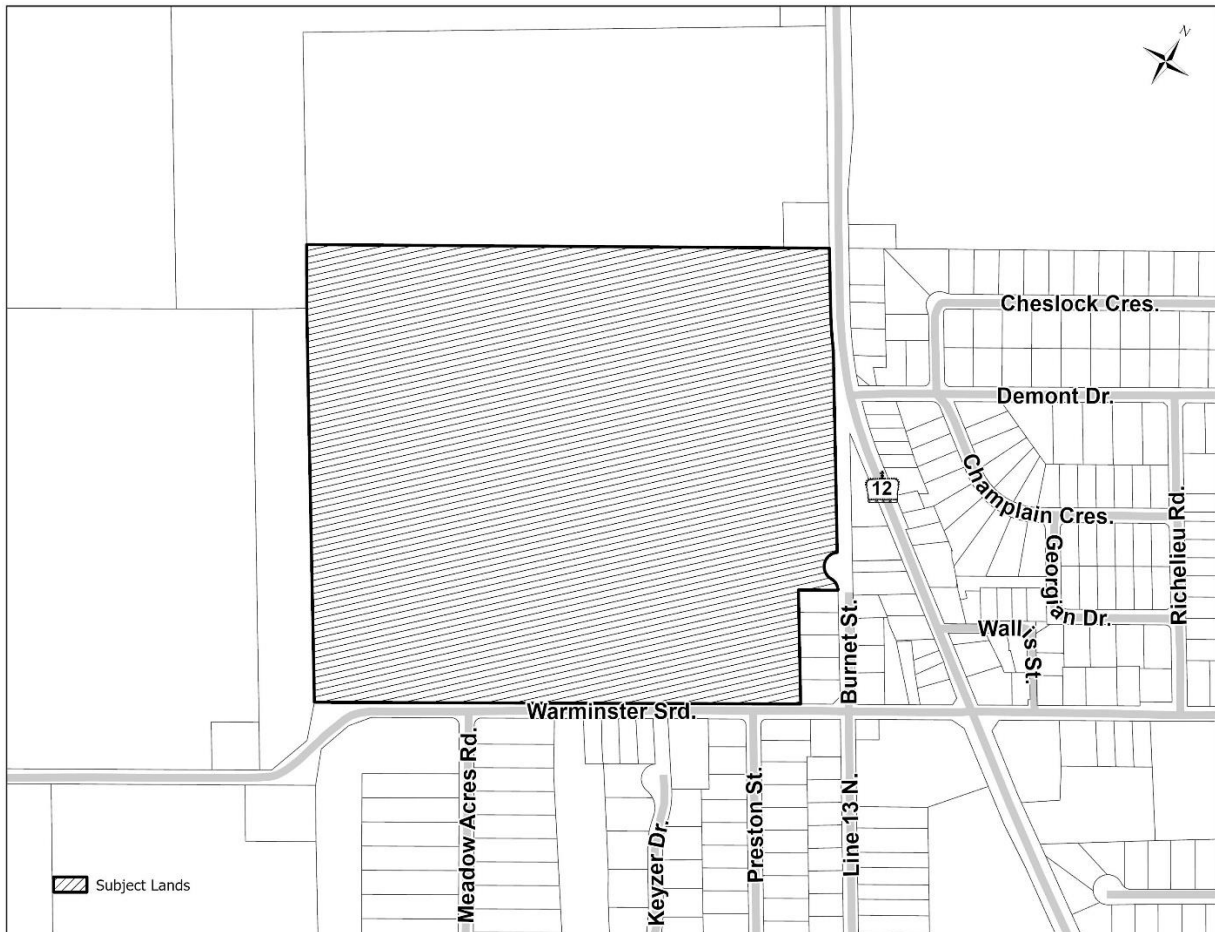 N
Cheslock Cres.
Demont Dr.
Champlain Cres.
12
Georgian Dr.
Richelieu Rd.
Wallis St.
Burnet St.
Warminster Srd.
Meadow Acres Rd.
Keyzer Dr.
Preston St.
Line 13 N.
Subject Lands